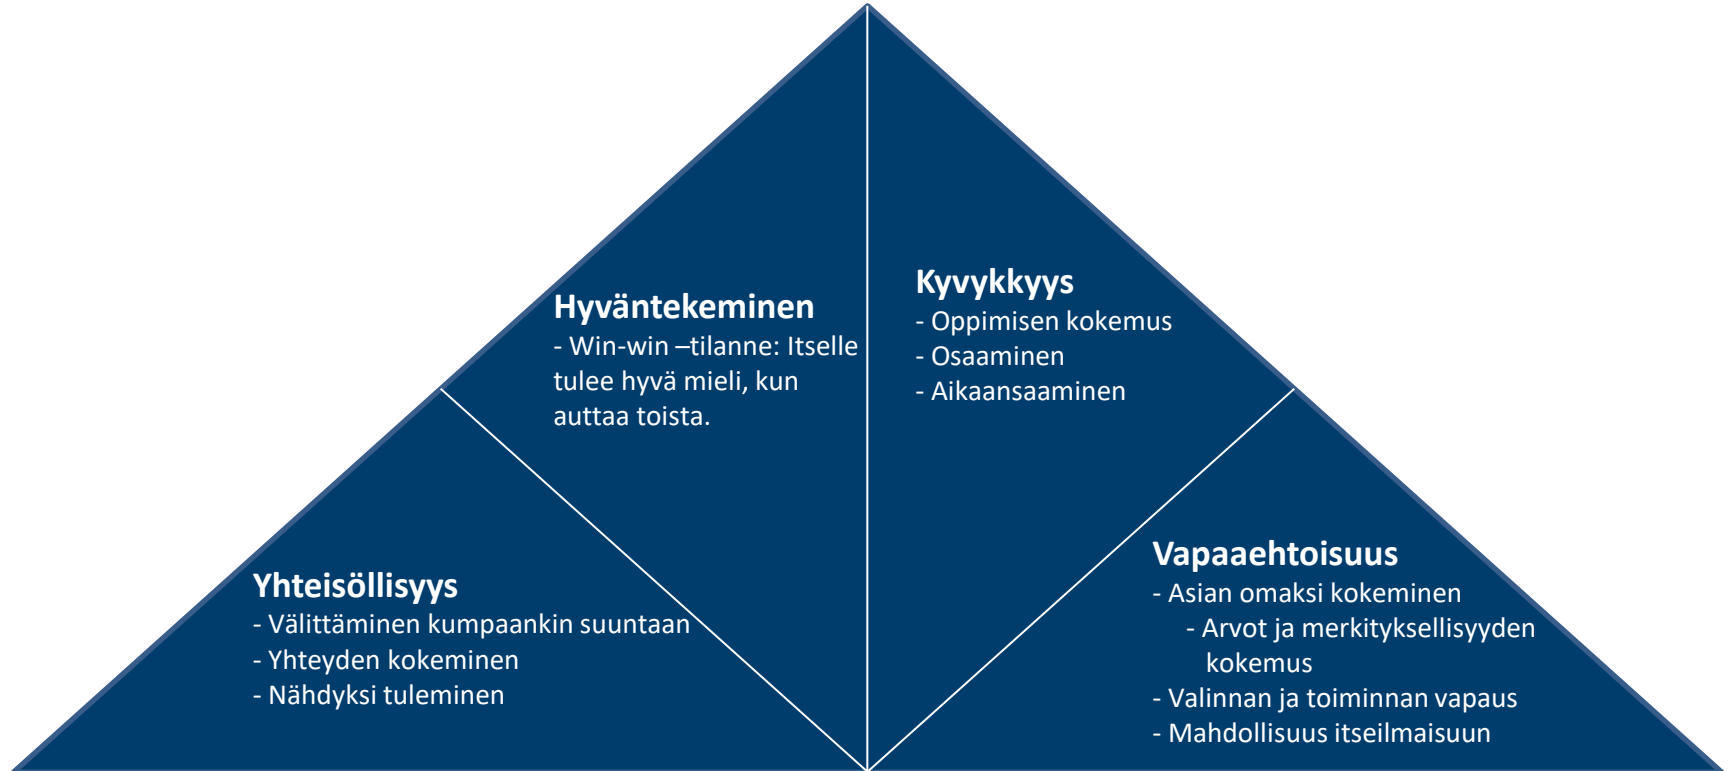 Hyväntekeminen
- Win-win –tilanne: Itselle
tulee hyvä mieli, kun
auttaa toista.
Kyvykkyys
- Oppimisen kokemus
- Osaaminen
- Aikaansaaminen
Yhteisöllisyys
- Välittäminen kumpaankin suuntaan
- Yhteyden kokeminen
- Nähdyksi tuleminen
Vapaaehtoisuus
- Asian omaksi kokeminen
- Arvot ja merkityksellisyyden
kokemus
- Valinnan ja toiminnan vapaus
- Mahdollisuus itseilmaisuun